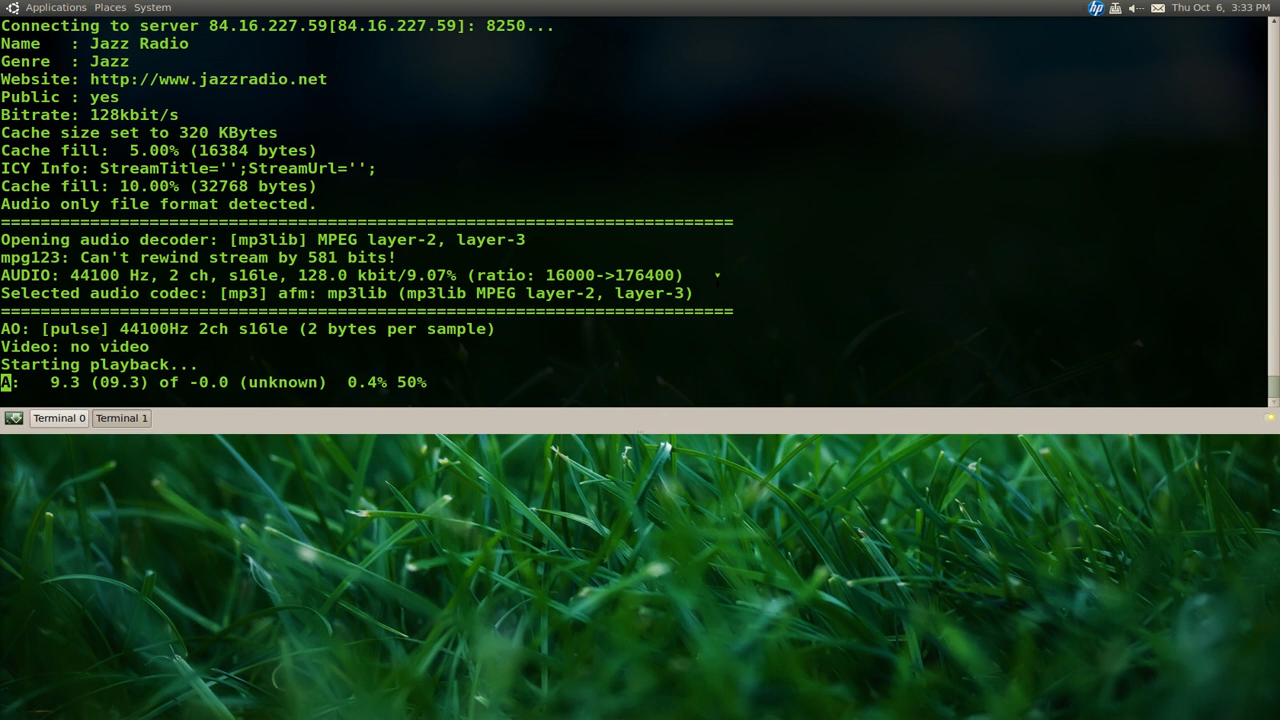 Applications Places System hp Thu Oct 6, 3:33 PM
Connecting to server 84.16.227.59[84.16.227.59]: 8250...
Name   : Jazz Radio
Genre  : Jazz
Website: http://www.jazzradio.net
Public : yes
Bitrate: 128kbit/s
Cache size set to 320 KBytes
Cache fill:  5.00% (16384 bytes)
ICY Info: StreamTitle='';StreamUrl='';
Cache fill: 10.00% (32768 bytes)
Audio only file format detected.
==========================================================================
Opening audio decoder: [mp3lib] MPEG layer-2, layer-3
mpg123: Can't rewind stream by 581 bits!
AUDIO: 44100 Hz, 2 ch, s16le, 128.0 kbit/9.07% (ratio: 16000->176400)
Selected audio codec: [mp3] afm: mp3lib (mp3lib MPEG layer-2, layer-3)
==========================================================================
AO: [pulse] 44100Hz 2ch s16le (2 bytes per sample)
Video: no video
Starting playback...
A:   9.3 (09.3) of -0.0 (unknown)  0.4% 50%
Terminal 0 Terminal 1